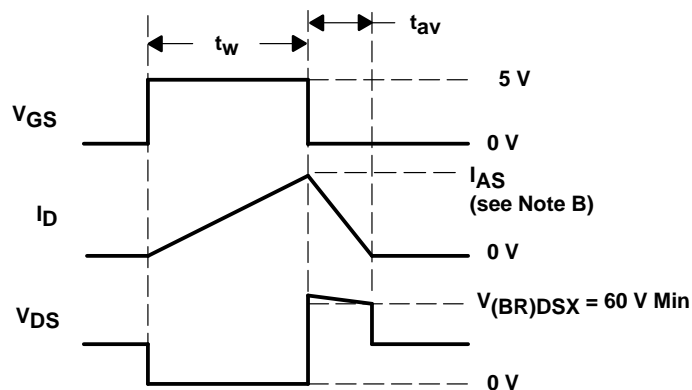 tw
tav
5 V
VGS
0 V
IAS
(see Note B)
ID
0 V
V(BR)DSX = 60 V Min
VDS
0 V